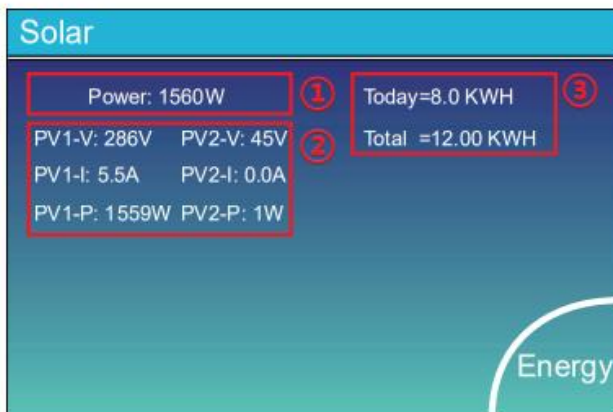 Solar
Power: 1560W ①
PV1-V: 286V PV2-V: 45V ②
PV1-I: 5.5A PV2-I: 0.0A
PV1-P: 1559W PV2-P: 1W
Today=8.0 KWH ③
Total =12.00 KWH
Energy